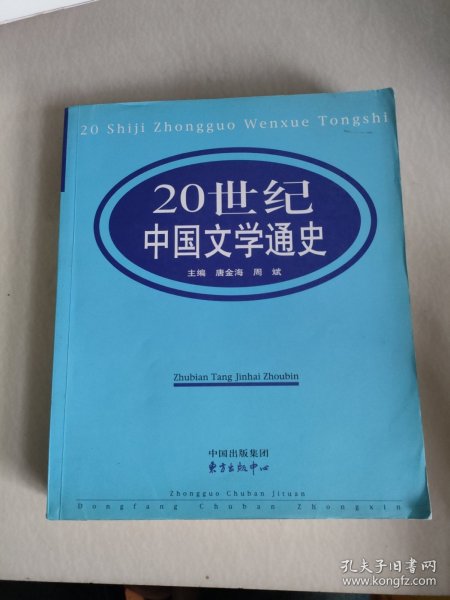 20 Shiji Zhongguo Wenxue Tongshi
20世纪
中国文学通史
主编 唐金海 周斌
Zhubian Tang Jinhai Zhoubin
中国出版集团
东方出版中心
Zhongguo Chuban Jituan
Dongfang Chuban Zhongxin
孔夫子旧书网
www.kongfz.com